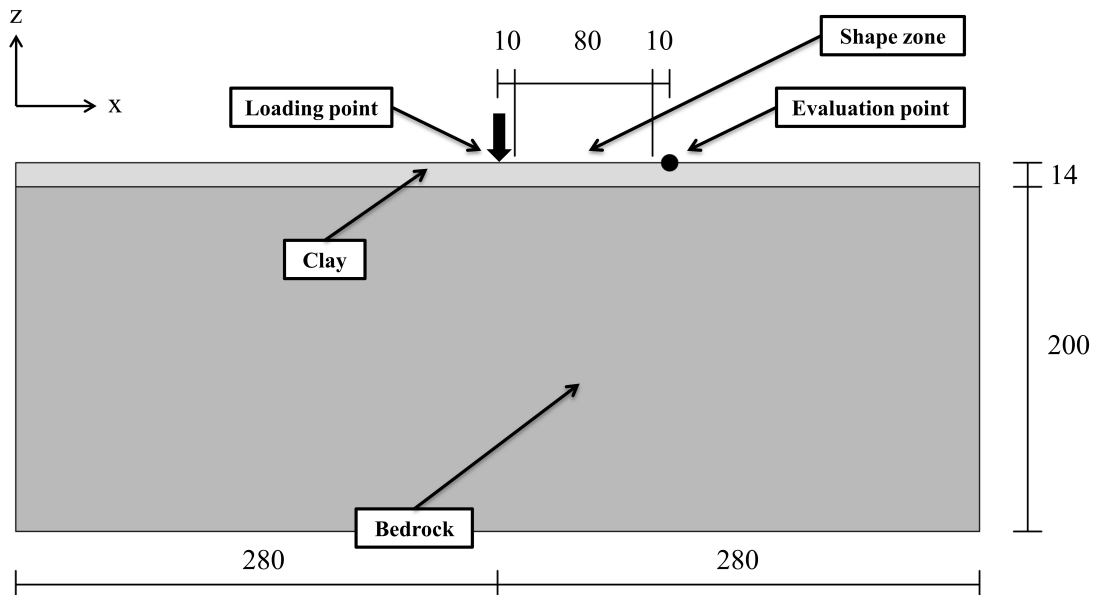 z
10 80 10
Shape zone
x
Loading point
Evaluation point
14
Clay
200
Bedrock
280 280